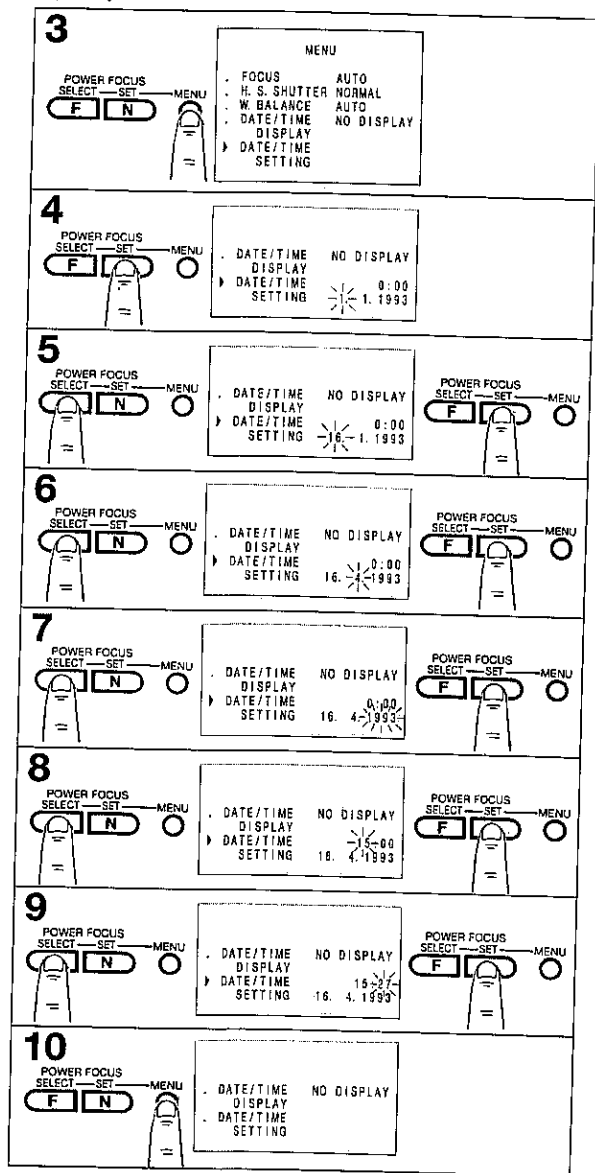 3
MENU
POWER FOCUS
SELECT — SET — MENU
F N
. FOCUS AUTO
. H. S. SHUTTER NORMAL
. W. BALANCE AUTO
. DATE/TIME NO DISPLAY
DISPLAY
DATE/TIME
SETTING
4
POWER FOCUS
SELECT — SET — MENU
F
. DATE/TIME NO DISPLAY
DISPLAY
DATE/TIME 0:00
SETTING 1. 1. 1993
5
POWER FOCUS
SELECT — SET — MENU
N
. DATE/TIME NO DISPLAY
DISPLAY
DATE/TIME 0:00
SETTING 16. 1. 1993
POWER FOCUS
SELECT — SET — MENU
F
6
POWER FOCUS
SELECT — SET — MENU
N
. DATE/TIME NO DISPLAY
DISPLAY
DATE/TIME 0:00
SETTING 16. 4. 1993
POWER FOCUS
SELECT — SET — MENU
F
7
POWER FOCUS
SELECT — SET — MENU
N
. DATE/TIME NO DISPLAY
DISPLAY
DATE/TIME 0:00
SETTING 16. 4. 1993
POWER FOCUS
SELECT — SET — MENU
F
8
POWER FOCUS
SELECT — SET — MENU
N
. DATE/TIME NO DISPLAY
DISPLAY
DATE/TIME 15:00
SETTING 16. 4. 1993
POWER FOCUS
SELECT — SET — MENU
F
9
POWER FOCUS
SELECT — SET — MENU
N
. DATE/TIME NO DISPLAY
DISPLAY
DATE/TIME 15:27
SETTING 16. 4. 1993
POWER FOCUS
SELECT — SET — MENU
F
10
POWER FOCUS
SELECT — SET — MENU
F N
. DATE/TIME NO DISPLAY
DISPLAY
. DATE/TIME
SETTING